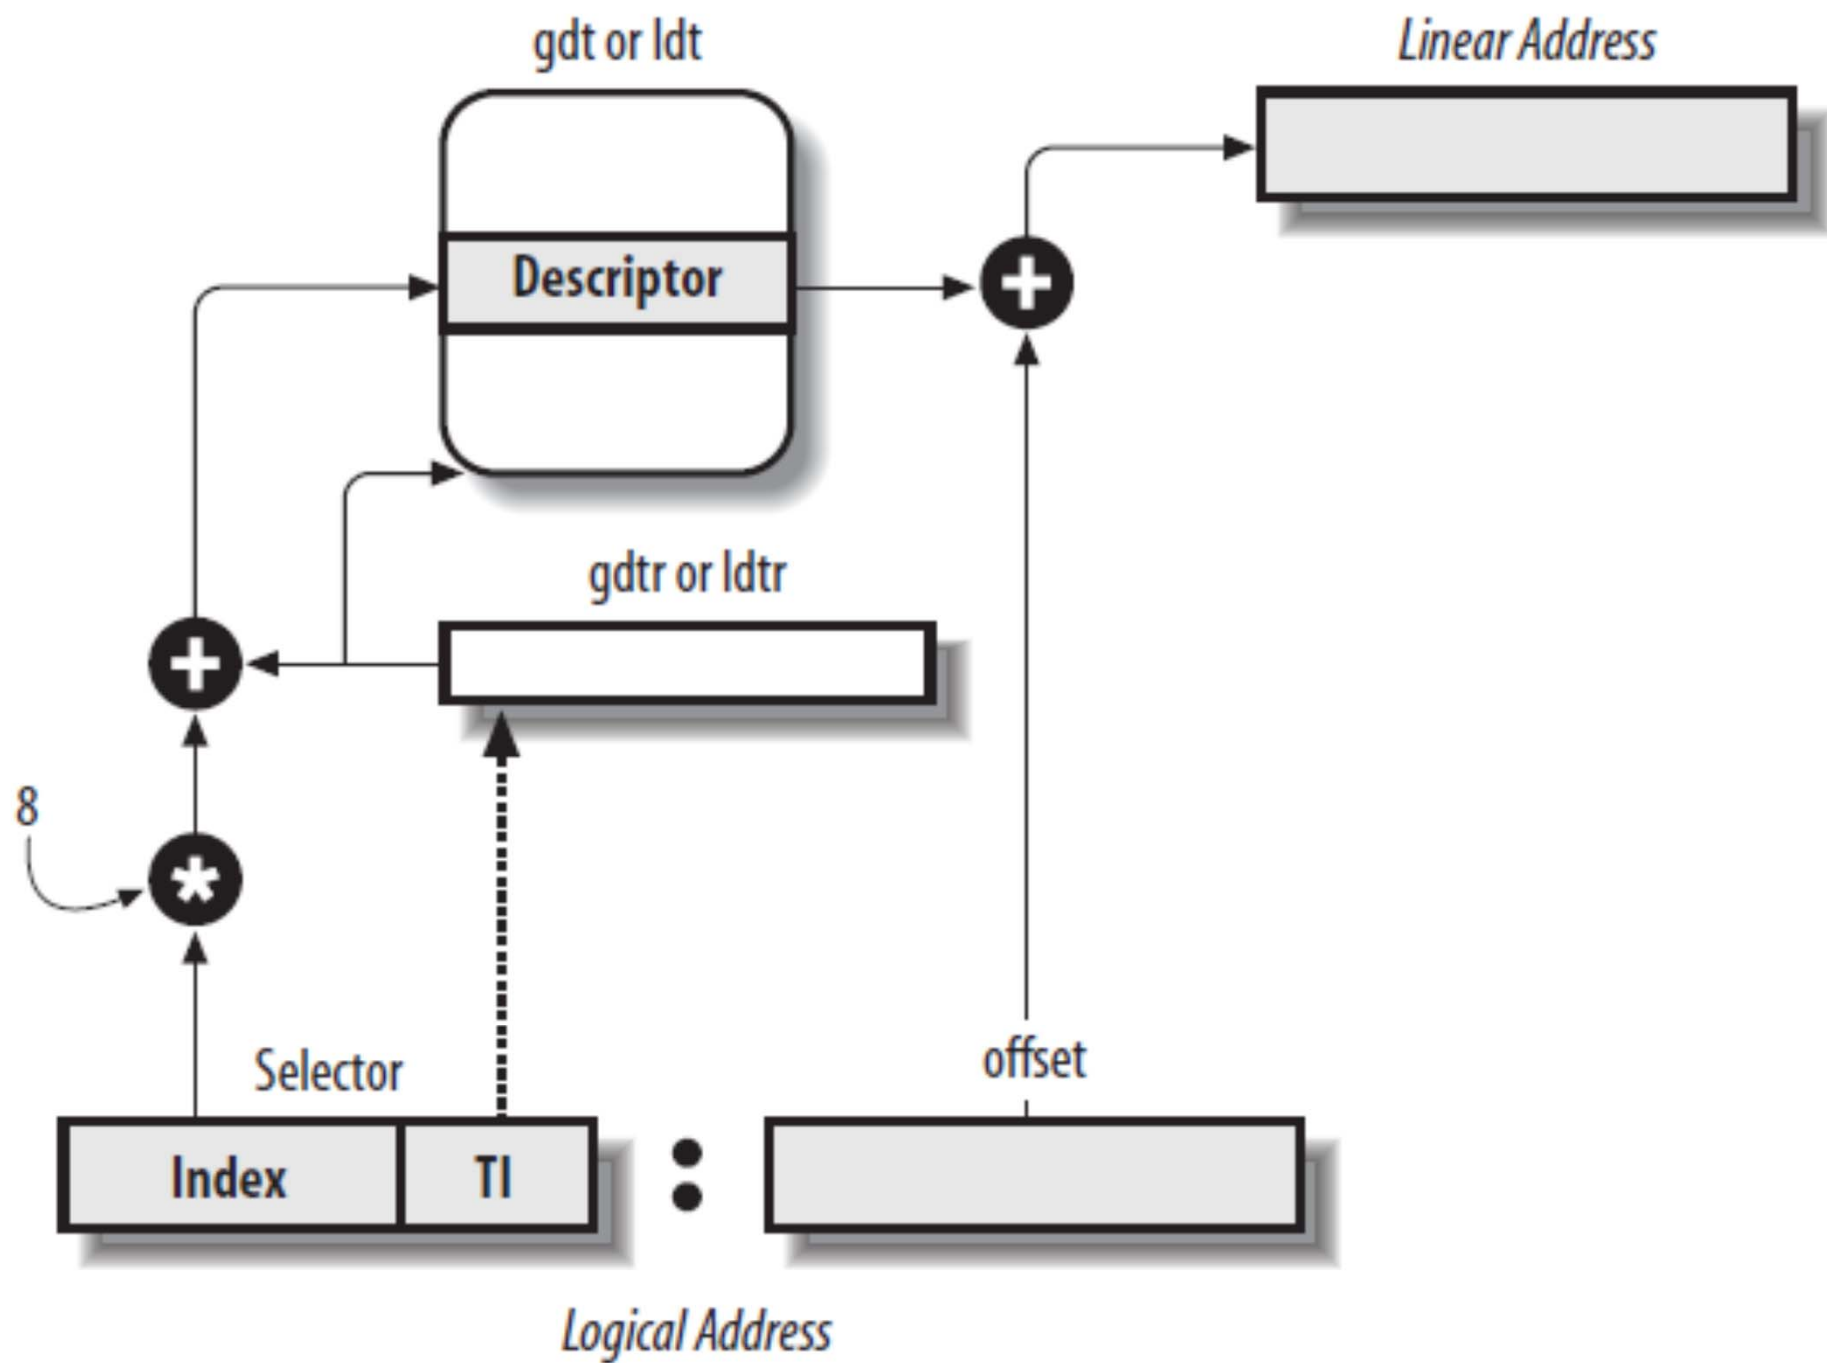 gdt or ldt
Linear Address
Descriptor
+
gdtr or ldtr
+
8
*
Selector
offset
Index
TI
:
Logical Address